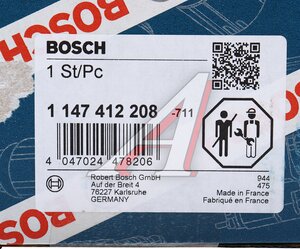 BOSCH
1 St/Pc
1 147 412 208 -711
4 047024 478206
Robert Bosch GmbH
Auf der Breit 4
76227 Karlsruhe
GERMANY
944
475
Made in France
Fabriqué en France